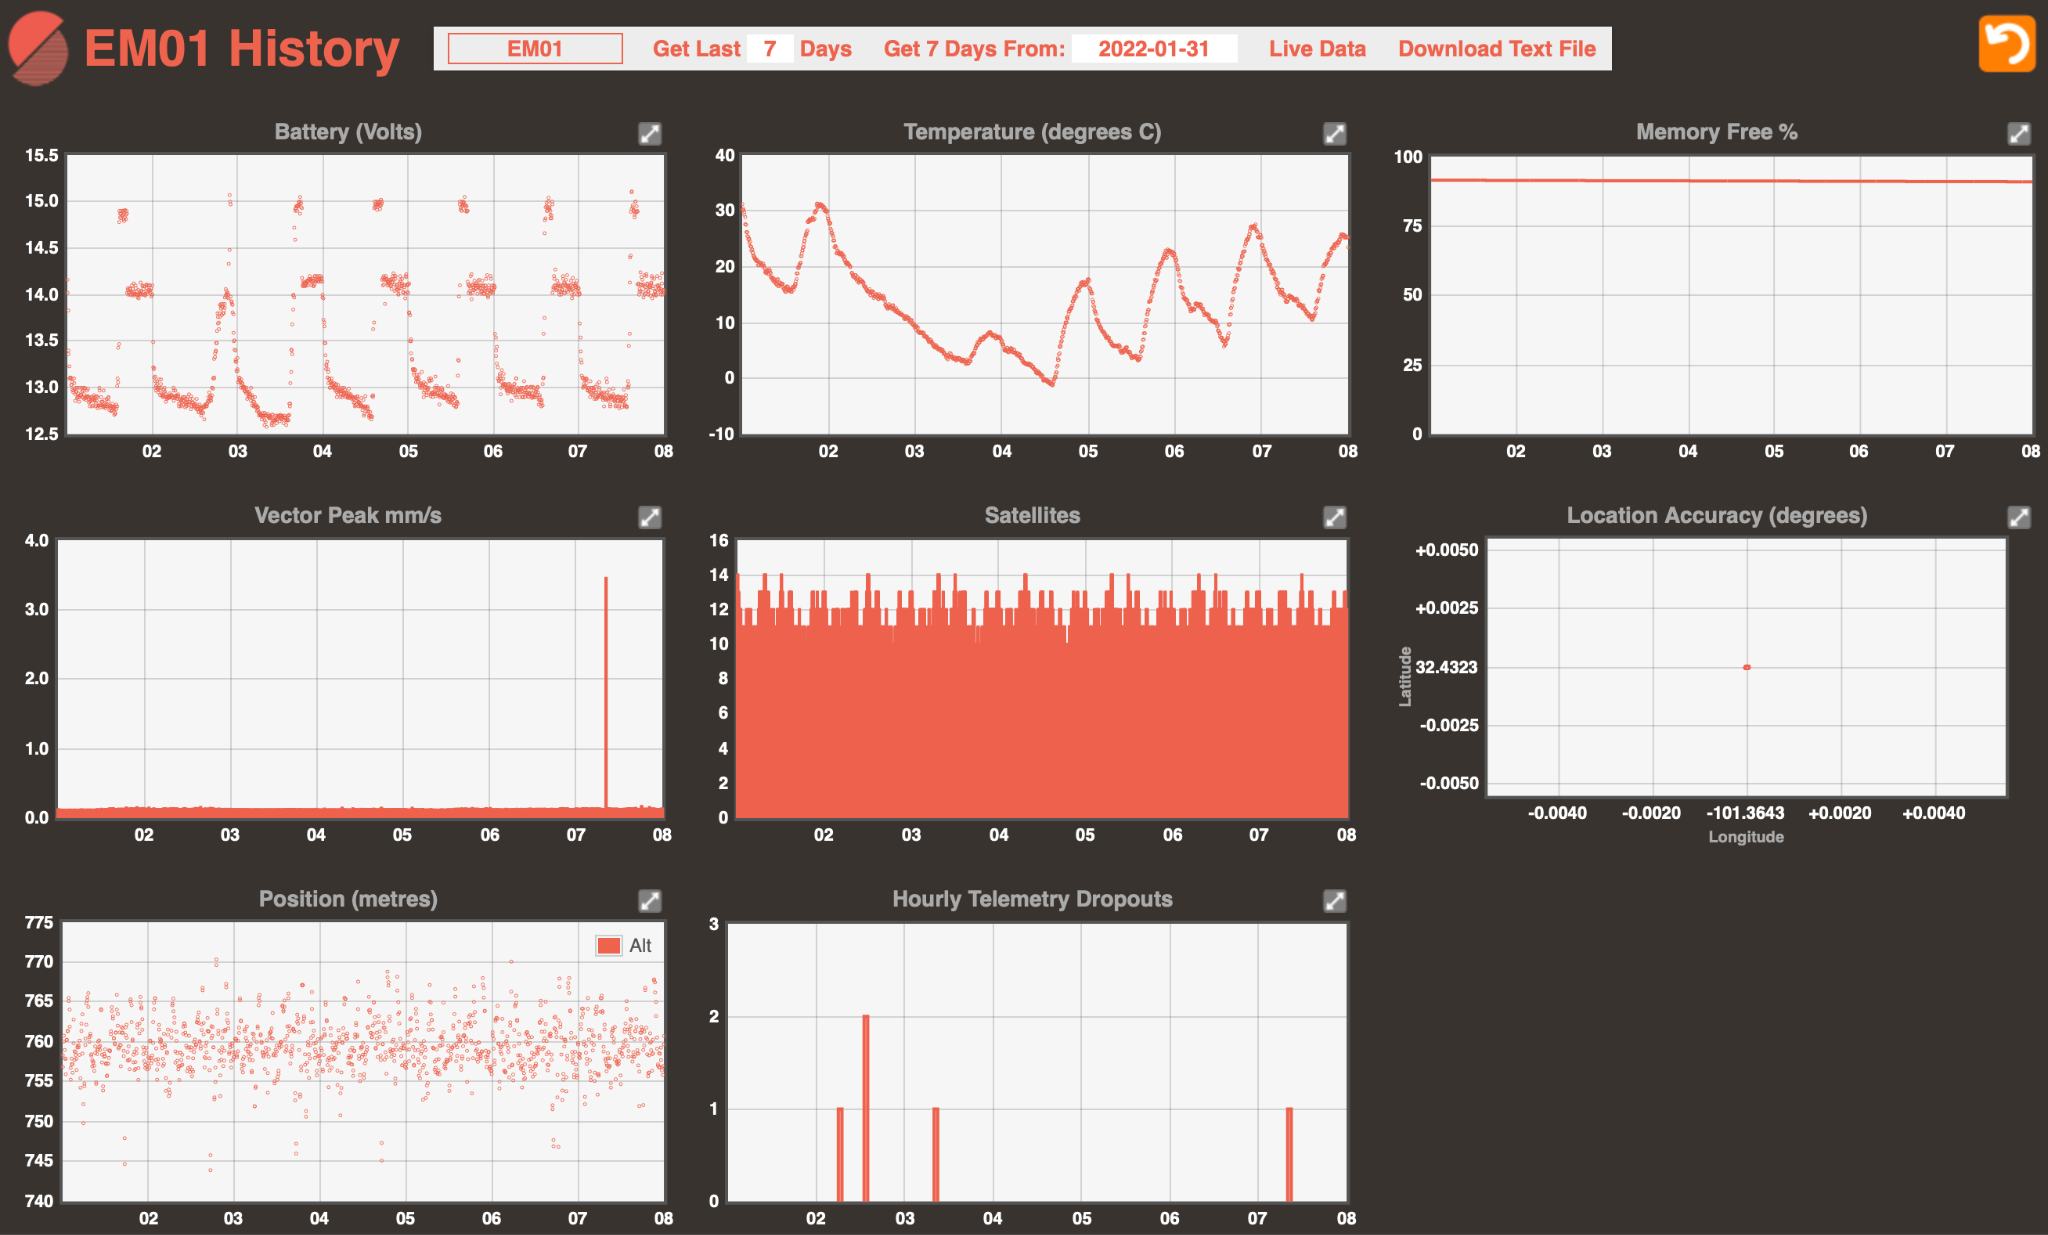 EM01 History
EM01 Get Last 7 Days Get 7 Days From: 2022-01-31 Live Data Download Text File
Battery (Volts)
15.5
15.0
14.5
14.0
13.5
13.0
12.5
02 03 04 05 06 07 08
Temperature (degrees C)
40
30
20
10
0
-10
02 03 04 05 06 07 08
Memory Free %
100
75
50
25
0
02 03 04 05 06 07 08
Vector Peak mm/s
4.0
3.0
2.0
1.0
0.0
02 03 04 05 06 07 08
Satellites
16
14
12
10
8
6
4
2
0
02 03 04 05 06 07 08
Location Accuracy (degrees)
Latitude
+0.0050
+0.0025
32.4323
-0.0025
-0.0050
-0.0040 -0.0020 -101.3643 +0.0020 +0.0040
Longitude
Position (metres)
Alt
775
770
765
760
755
750
745
740
02 03 04 05 06 07 08
Hourly Telemetry Dropouts
3
2
1
0
02 03 04 05 06 07 08